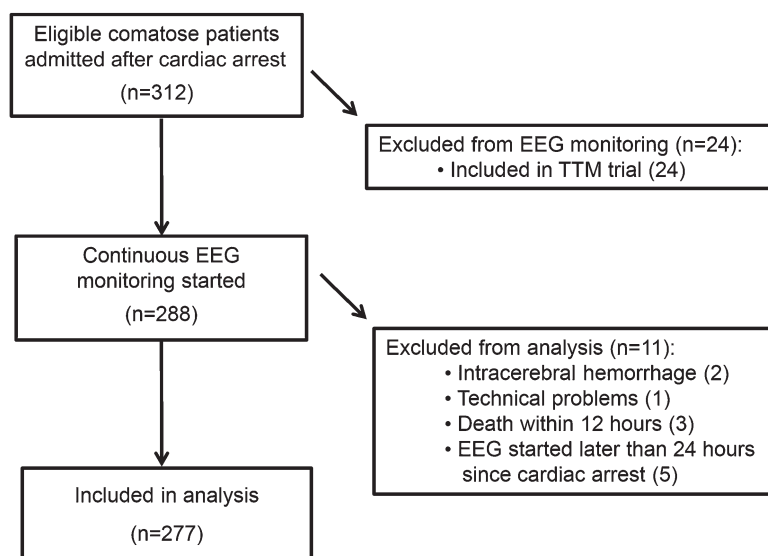 Eligible comatose patients
admitted after cardiac arrest
(n=312)
Excluded from EEG monitoring (n=24):
• Included in TTM trial (24)
Continuous EEG
monitoring started
(n=288)
Excluded from analysis (n=11):
• Intracerebral hemorrhage (2)
• Technical problems (1)
• Death within 12 hours (3)
• EEG started later than 24 hours
since cardiac arrest (5)
Included in analysis
(n=277)